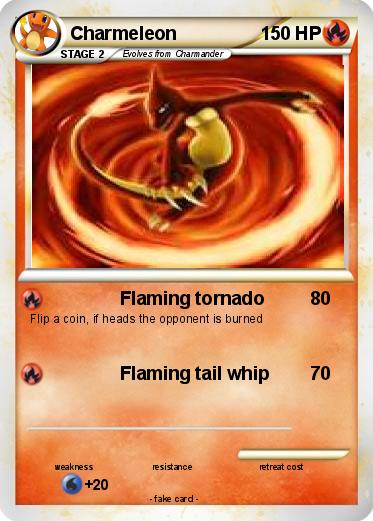 Charmeleon 150 HP
STAGE 2 Evolves from Charmander
Flaming tornado 80
Flip a coin, if heads the opponent is burned
Flaming tail whip 70
weakness resistance retreat cost
+20
- fake card -